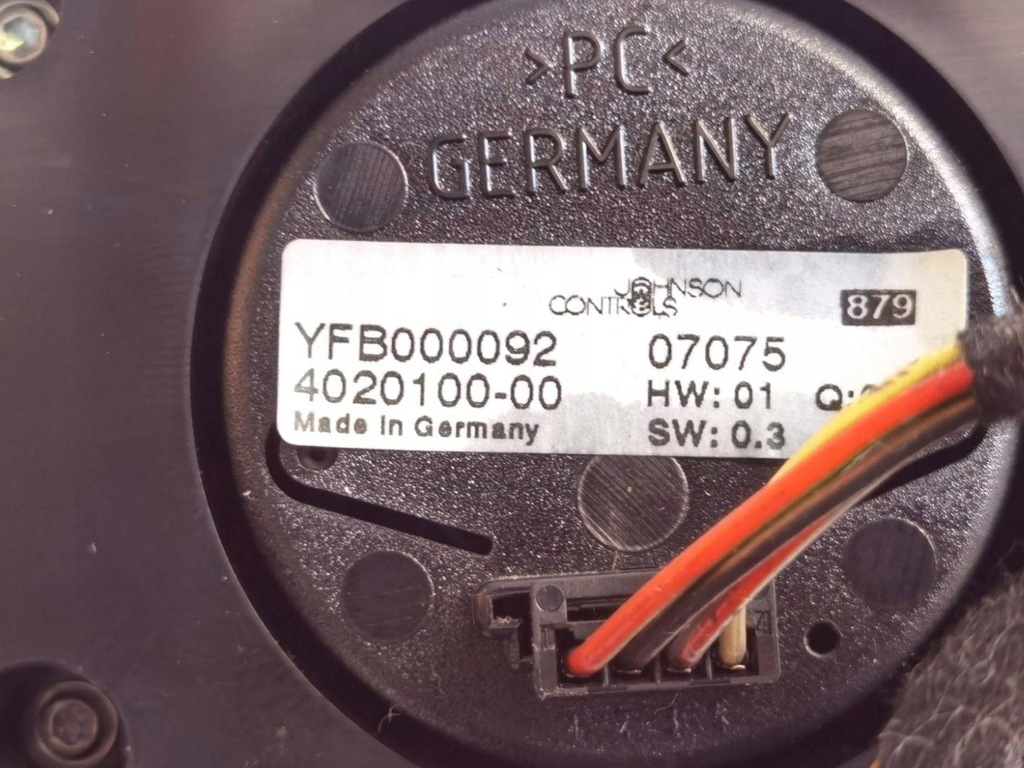 >PC<
GERMANY
JOHNSON
CONTROLS
879
YFB000092 07075
4020100-00 HW: 01 Q:
Made in Germany SW: 0.3